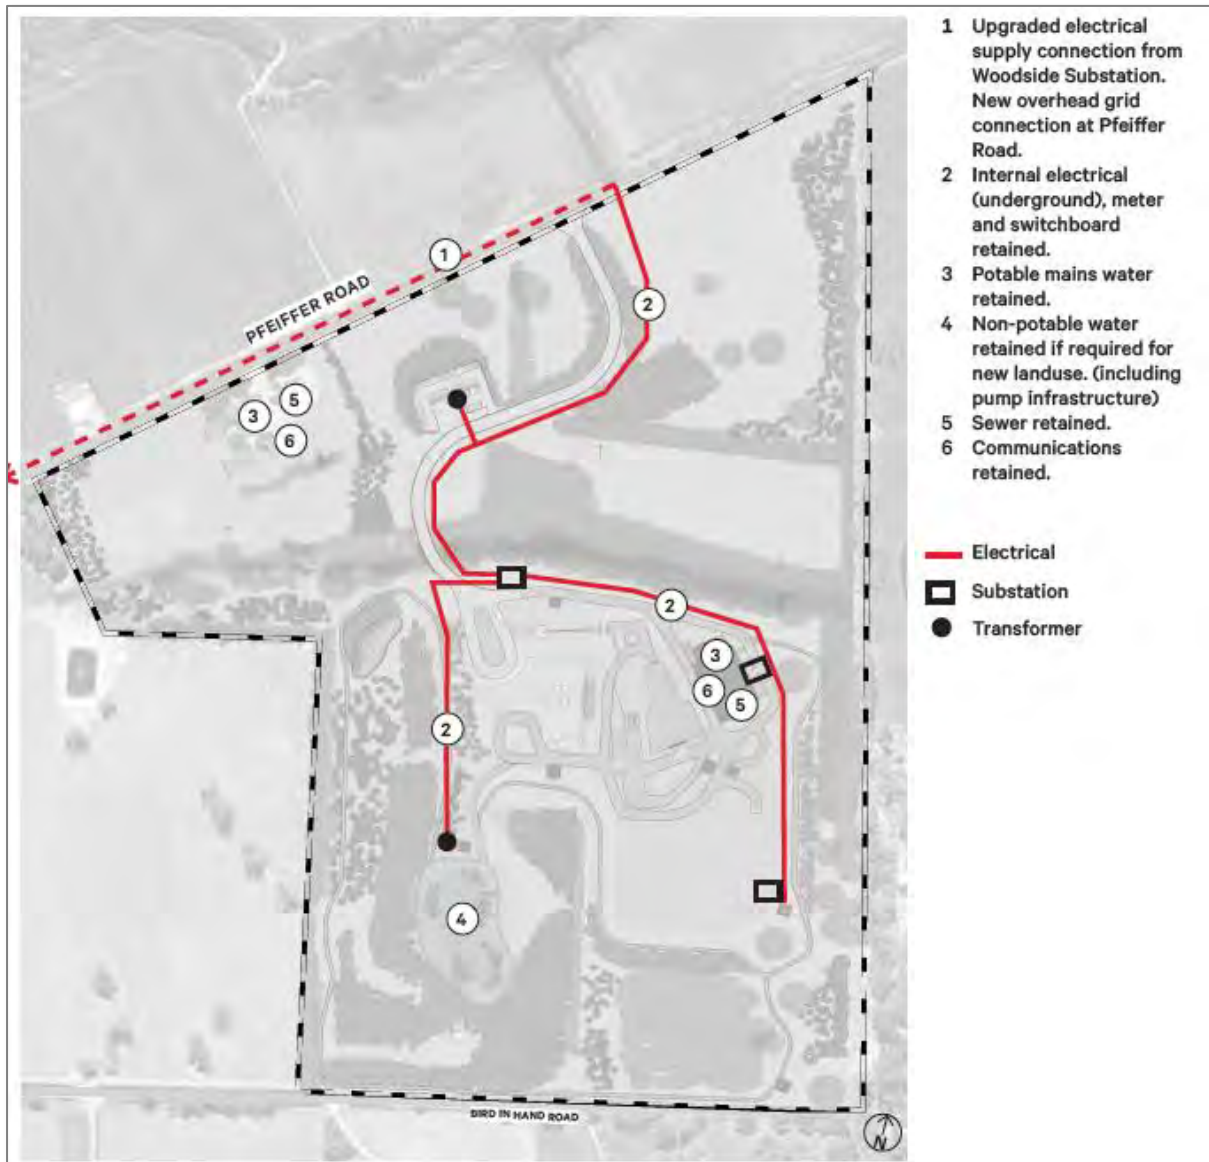 1 Upgraded electrical
supply connection from
Woodside Substation.
New overhead grid
connection at Pfeiffer
Road.
2 Internal electrical
(underground), meter
and switchboard
retained.
3 Potable mains water
retained.
4 Non-potable water
retained if required for
new landuse. (including
pump infrastructure)
5 Sewer retained.
6 Communications
retained.
Electrical
Substation
Transformer
1
PFEIFFER ROAD
2
5
3
6
2
3
6
5
2
4
BIRD IN HAND ROAD
N